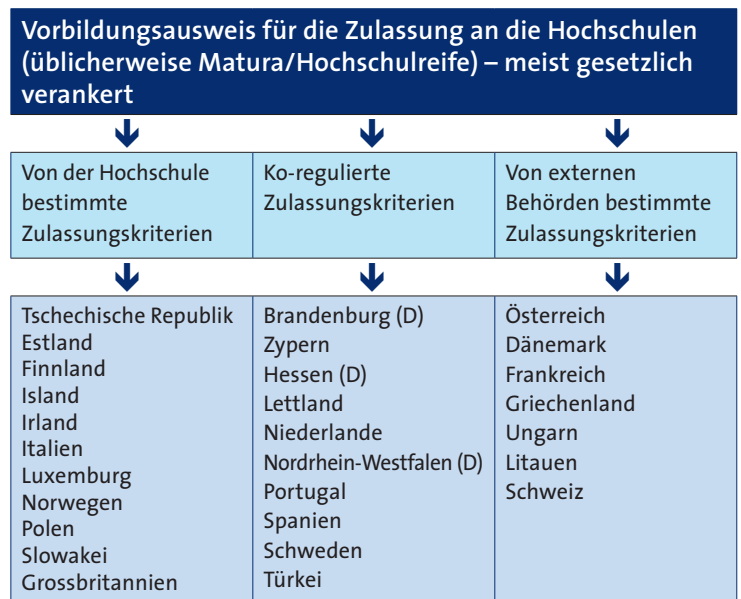 Vorbildungsausweis für die Zulassung an die Hochschulen
(üblicherweise Matura/Hochschulreife) – meist gesetzlich
verankert
Von der Hochschule
bestimmte
Zulassungskriterien
Ko-regulierte
Zulassungskriterien
Von externen
Behörden bestimmte
Zulassungskriterien
Tschechische Republik
Estland
Finnland
Island
Irland
Italien
Luxemburg
Norwegen
Polen
Slowakei
Grossbritannien
Brandenburg (D)
Zypern
Hessen (D)
Lettland
Niederlande
Nordrhein-Westfalen (D)
Portugal
Spanien
Schweden
Türkei
Österreich
Dänemark
Frankreich
Griechenland
Ungarn
Litauen
Schweiz